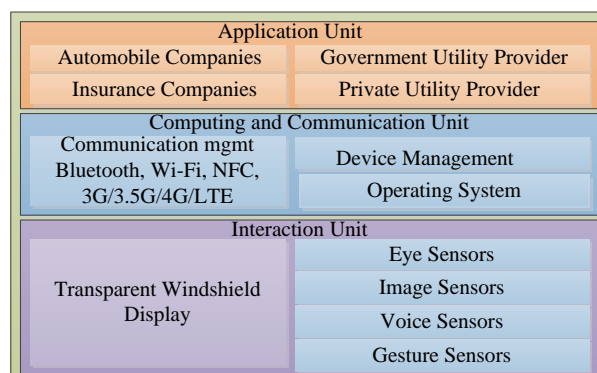 Application Unit
Automobile Companies
Government Utility Provider
Insurance Companies
Private Utility Provider
Computing and Communication Unit
Communication mgmt
Bluetooth, Wi-Fi, NFC,
3G/3.5G/4G/LTE
Device Management
Operating System
Interaction Unit
Transparent Windshield
Display
Eye Sensors
Image Sensors
Voice Sensors
Gesture Sensors